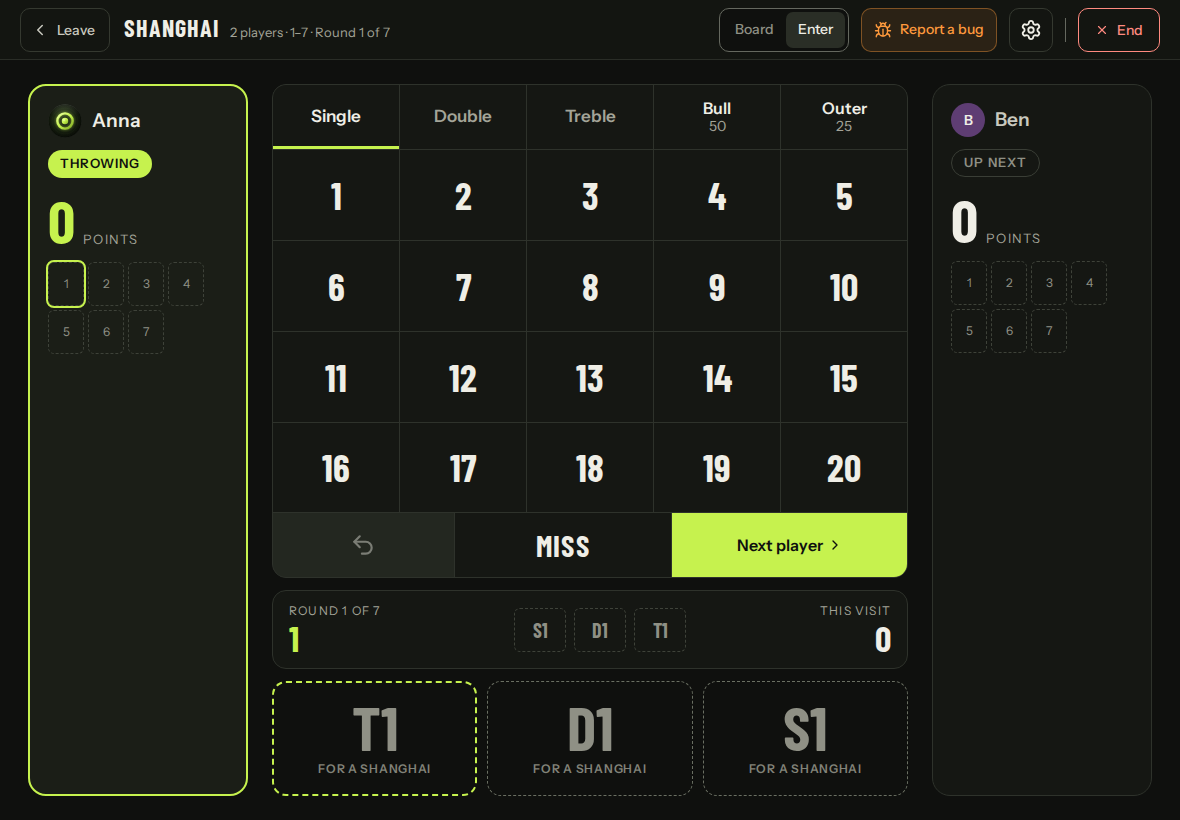 Leave
SHANGHAI
2 players · 1–7 · Round 1 of 7
Board
Enter
Report a bug
End
Anna
THROWING
0 POINTS
1 2 3 4
5 6 7
Single
Double
Treble
Bull
50
Outer
25
1 2 3 4 5
6 7 8 9 10
11 12 13 14 15
16 17 18 19 20
MISS
Next player
ROUND 1 OF 7
1
S1 D1 T1
THIS VISIT
0
T1
FOR A SHANGHAI
D1
FOR A SHANGHAI
S1
FOR A SHANGHAI
B
Ben
UP NEXT
0 POINTS
1 2 3 4
5 6 7